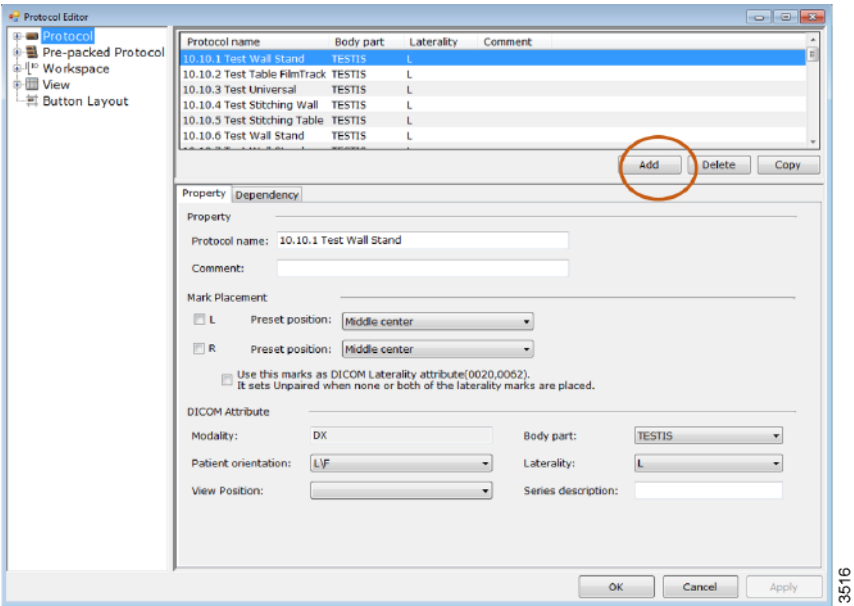 Protocol Editor
Protocol
Pre-packed Protocol
Workspace
View
Button Layout
Protocol name Body part Laterality Comment
10.10.1 Test Wall Stand TESTIS L
10.10.2 Test Table FilmTrack TESTIS L
10.10.3 Test Universal TESTIS L
10.10.4 Test Stitching Wall TESTIS L
10.10.5 Test Stitching Table TESTIS L
10.10.6 Test Wall Stand TESTIS L
Add Delete Copy
Property Dependency
Property
Protocol name: 10.10.1 Test Wall Stand
Comment:
Mark Placement
L Preset position: Middle center
R Preset position: Middle center
Use this marks as DICOM Laterality attribute(0020,0062).
It sets Unpaired when none or both of the laterality marks are placed.
DICOM Attribute
Modality: DX Body part: TESTIS
Patient orientation: L\F Laterality: L
View Position: Series description:
OK Cancel Apply
3516